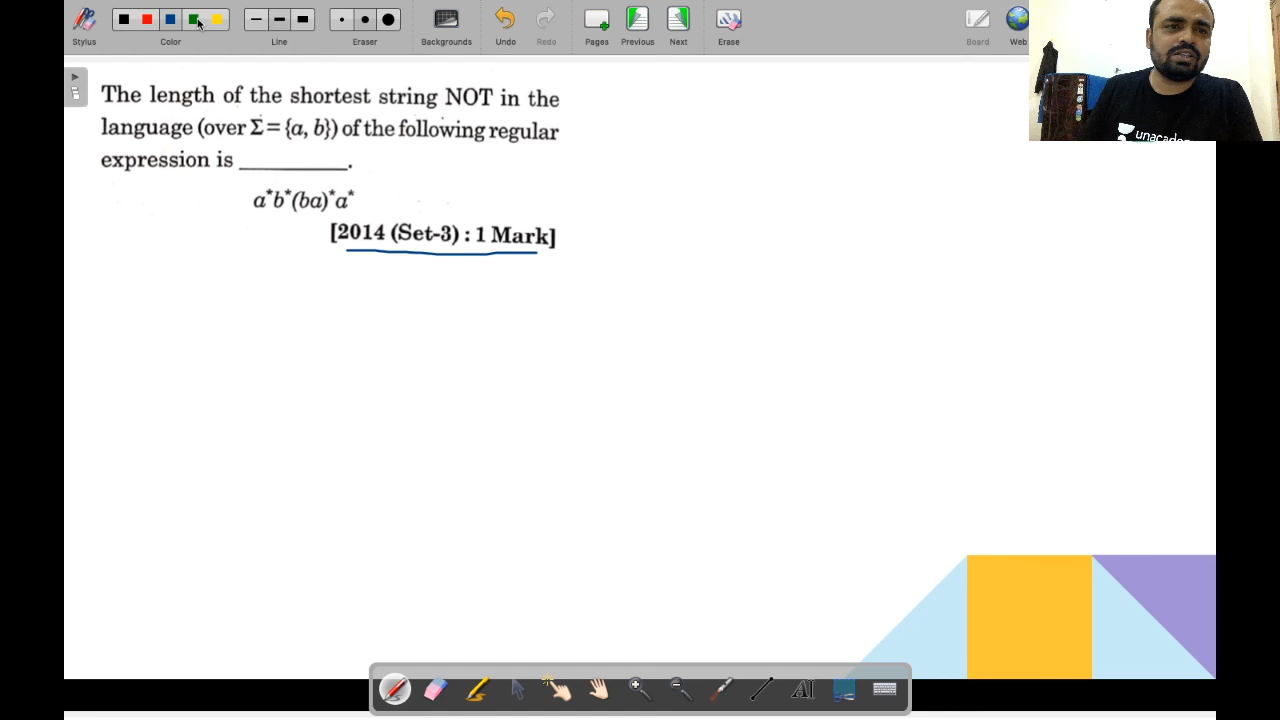 Stylus Color Line Eraser Backgrounds Undo Redo Pages Previous Next Erase Board Web
The length of the shortest string NOT in the
language (over Σ = {a, b}) of the following regular
expression is __________.
a*b*(ba)*a*
[2014 (Set-3) : 1 Mark]